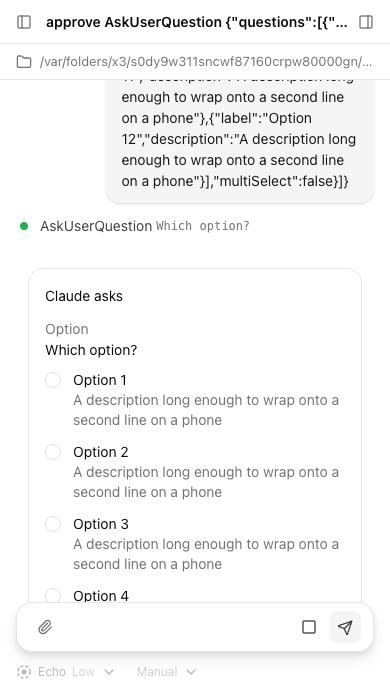 approve AskUserQuestion {"questions":[{"...
/var/folders/x3/s0dy9w311sncwf87160crpw80000gn/...
enough to wrap onto a second line
on a phone"},{"label":"Option
12","description":"A description long
enough to wrap onto a second line
on a phone"}],"multiSelect":false}]}
AskUserQuestion Which option?
Claude asks
Option
Which option?
Option 1
A description long enough to wrap onto a
second line on a phone
Option 2
A description long enough to wrap onto a
second line on a phone
Option 3
A description long enough to wrap onto a
second line on a phone
Option 4
Echo Low Manual